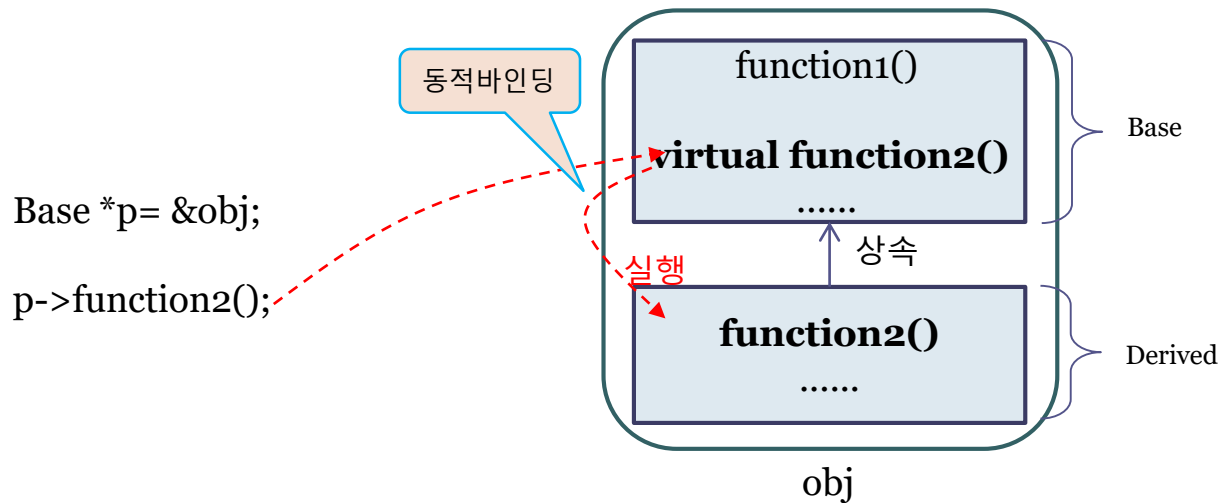 동적바인딩
function1()
virtual function2()
......
Base
Base *p= &obj;
p->function2();
상속
실행
function2()
......
Derived
obj